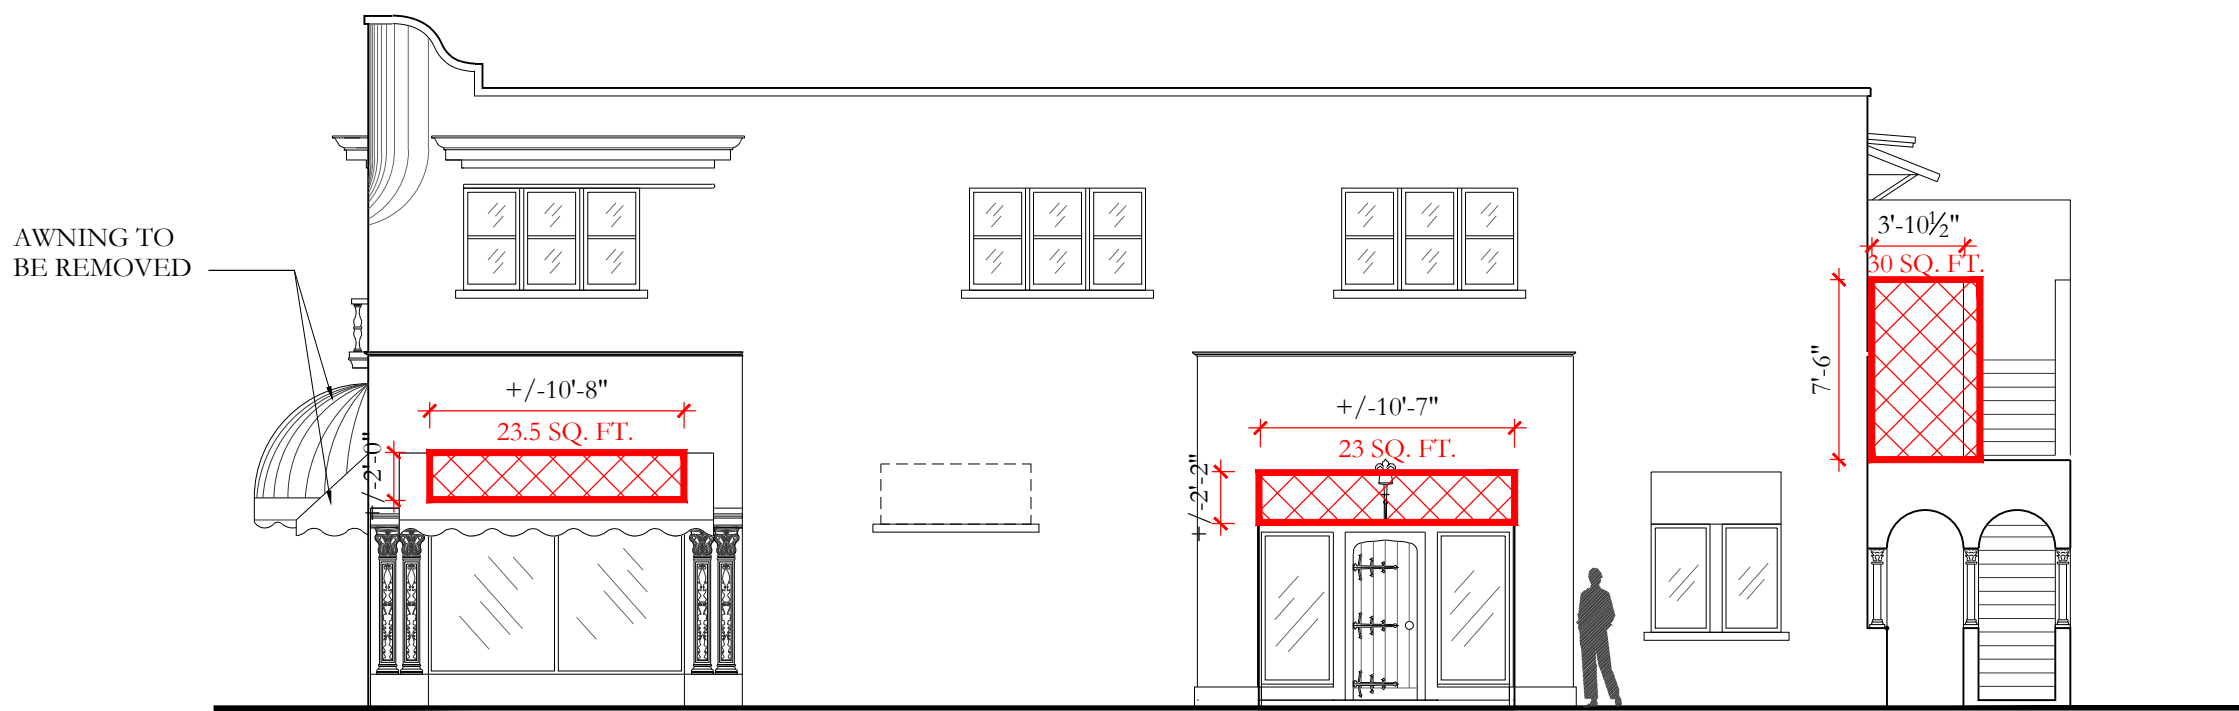 AWNING TO
BE REMOVED
+/-10'-8"
23.5 SQ. FT.
+/-2'-0"
+/-10'-7"
23 SQ. FT.
+/-2'-2"
3'-10½"
30 SQ. FT.
7'-6"